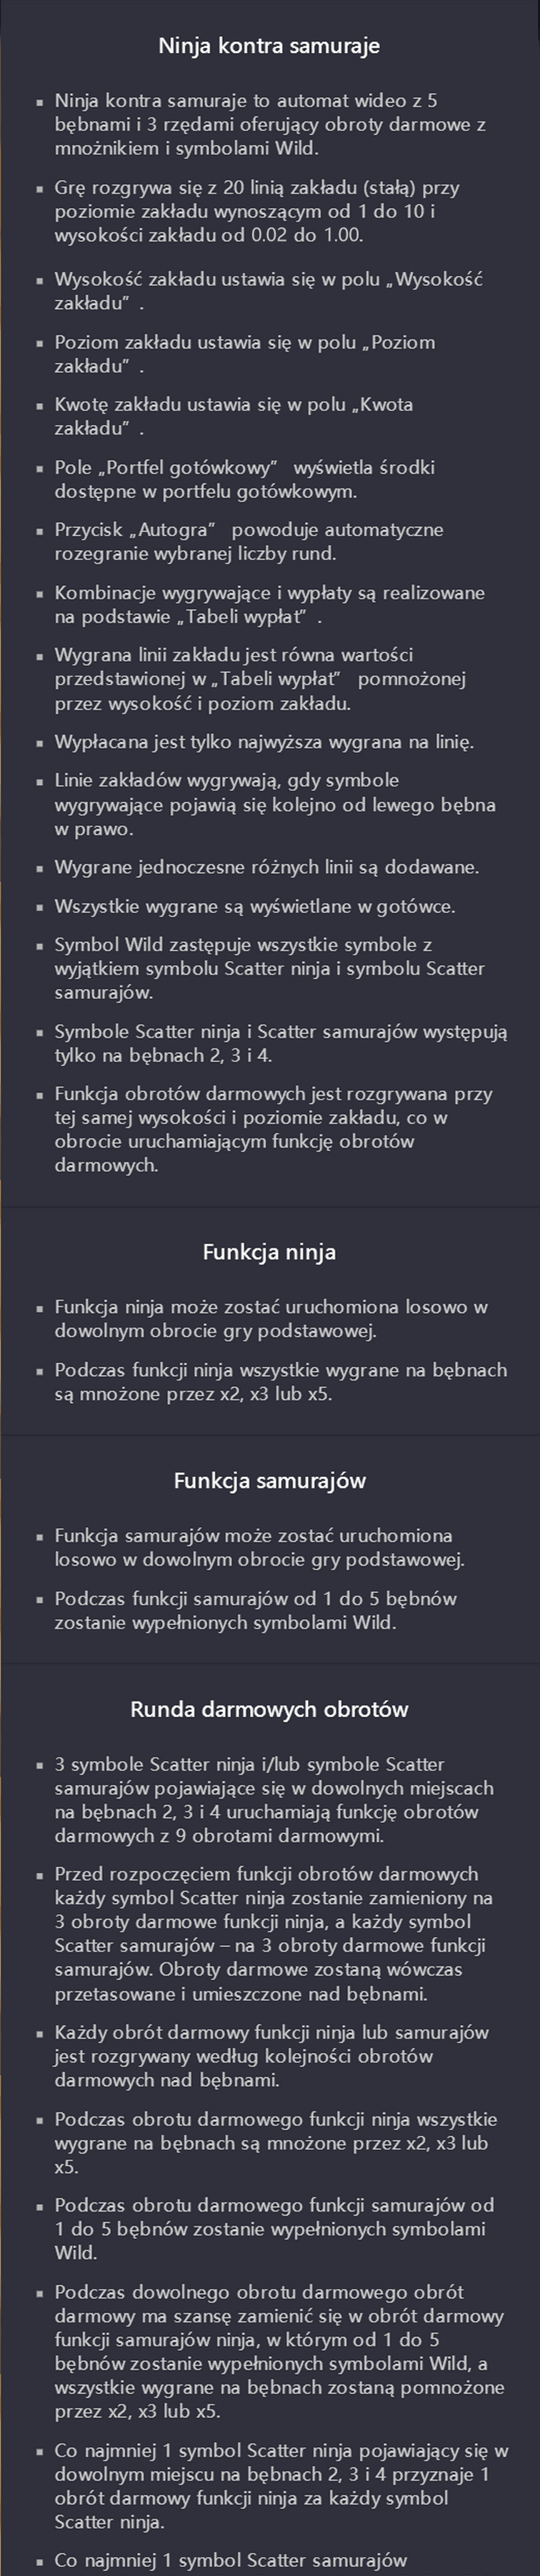 Ninja kontra samuraje
▪ Ninja kontra samuraje to automat wideo z 5
bębnami i 3 rzędami oferujący obroty darmowe z
mnożnikiem i symbolami Wild.
▪ Grę rozgrywa się z 20 linią zakładu (stałą) przy
poziomie zakładu wynoszącym od 1 do 10 i
wysokości zakładu od 0.02 do 1.00.
▪ Wysokość zakładu ustawia się w polu „Wysokość
zakładu” .
▪ Poziom zakładu ustawia się w polu „Poziom
zakładu” .
▪ Kwotę zakładu ustawia się w polu „Kwota
zakładu” .
▪ Pole „Portfel gotówkowy” wyświetla środki
dostępne w portfelu gotówkowym.
▪ Przycisk „Autogra” powoduje automatyczne
rozegranie wybranej liczby rund.
▪ Kombinacje wygrywające i wypłaty są realizowane
na podstawie „Tabeli wypłat” .
▪ Wygrana linii zakładu jest równa wartości
przedstawionej w „Tabeli wypłat” pomnożonej
przez wysokość i poziom zakładu.
▪ Wypłacana jest tylko najwyższa wygrana na linię.
▪ Linie zakładów wygrywają, gdy symbole
wygrywające pojawią się kolejno od lewego bębna
w prawo.
▪ Wygrane jednoczesne różnych linii są dodawane.
▪ Wszystkie wygrane są wyświetlane w gotówce.
▪ Symbol Wild zastępuje wszystkie symbole z
wyjątkiem symbolu Scatter ninja i symbolu Scatter
samurajów.
▪ Symbole Scatter ninja i Scatter samurajów występują
tylko na bębnach 2, 3 i 4.
▪ Funkcja obrotów darmowych jest rozgrywana przy
tej samej wysokości i poziomie zakładu, co w
obrocie uruchamiającym funkcję obrotów
darmowych.
Funkcja ninja
▪ Funkcja ninja może zostać uruchomiona losowo w
dowolnym obrocie gry podstawowej.
▪ Podczas funkcji ninja wszystkie wygrane na bębnach
są mnożone przez x2, x3 lub x5.
Funkcja samurajów
▪ Funkcja samurajów może zostać uruchomiona
losowo w dowolnym obrocie gry podstawowej.
▪ Podczas funkcji samurajów od 1 do 5 bębnów
zostanie wypełnionych symbolami Wild.
Runda darmowych obrotów
▪ 3 symbole Scatter ninja i/lub symbole Scatter
samurajów pojawiające się w dowolnych miejscach
na bębnach 2, 3 i 4 uruchamiają funkcję obrotów
darmowych z 9 obrotami darmowymi.
▪ Przed rozpoczęciem funkcji obrotów darmowych
każdy symbol Scatter ninja zostanie zamieniony na
3 obroty darmowe funkcji ninja, a każdy symbol
Scatter samurajów – na 3 obroty darmowe funkcji
samurajów. Obroty darmowe zostaną wówczas
przetasowane i umieszczone nad bębnami.
▪ Każdy obrót darmowy funkcji ninja lub samurajów
jest rozgrywany według kolejności obrotów
darmowych nad bębnami.
▪ Podczas obrotu darmowego funkcji ninja wszystkie
wygrane na bębnach są mnożone przez x2, x3 lub
x5.
▪ Podczas obrotu darmowego funkcji samurajów od
1 do 5 bębnów zostanie wypełnionych symbolami
Wild.
▪ Podczas dowolnego obrotu darmowego obrót
darmowy ma szansę zamienić się w obrót darmowy
funkcji samurajów ninja, w którym od 1 do 5
bębnów zostanie wypełnionych symbolami Wild, a
wszystkie wygrane na bębnach zostaną pomnożone
przez x2, x3 lub x5.
▪ Co najmniej 1 symbol Scatter ninja pojawiający się w
dowolnym miejscu na bębnach 2, 3 i 4 przyznaje 1
obrót darmowy funkcji ninja za każdy symbol
Scatter ninja.
▪ Co najmniej 1 symbol Scatter samurajów